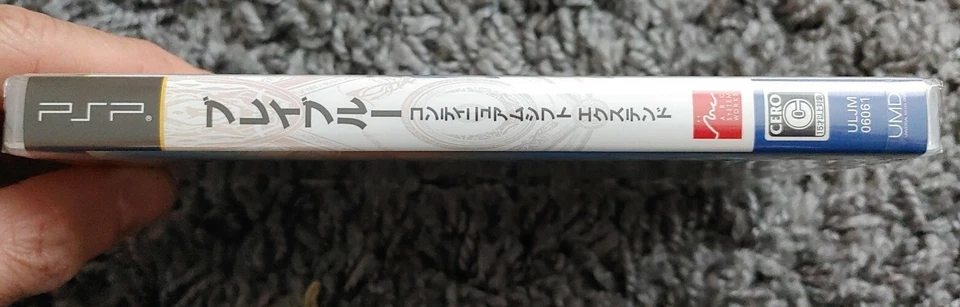 PSP®
ブレイブルー
コンティニュアムシフト エクステンド
ARC
SYSTEM
WORKS
CERO
C
ULJM
06061
UMD